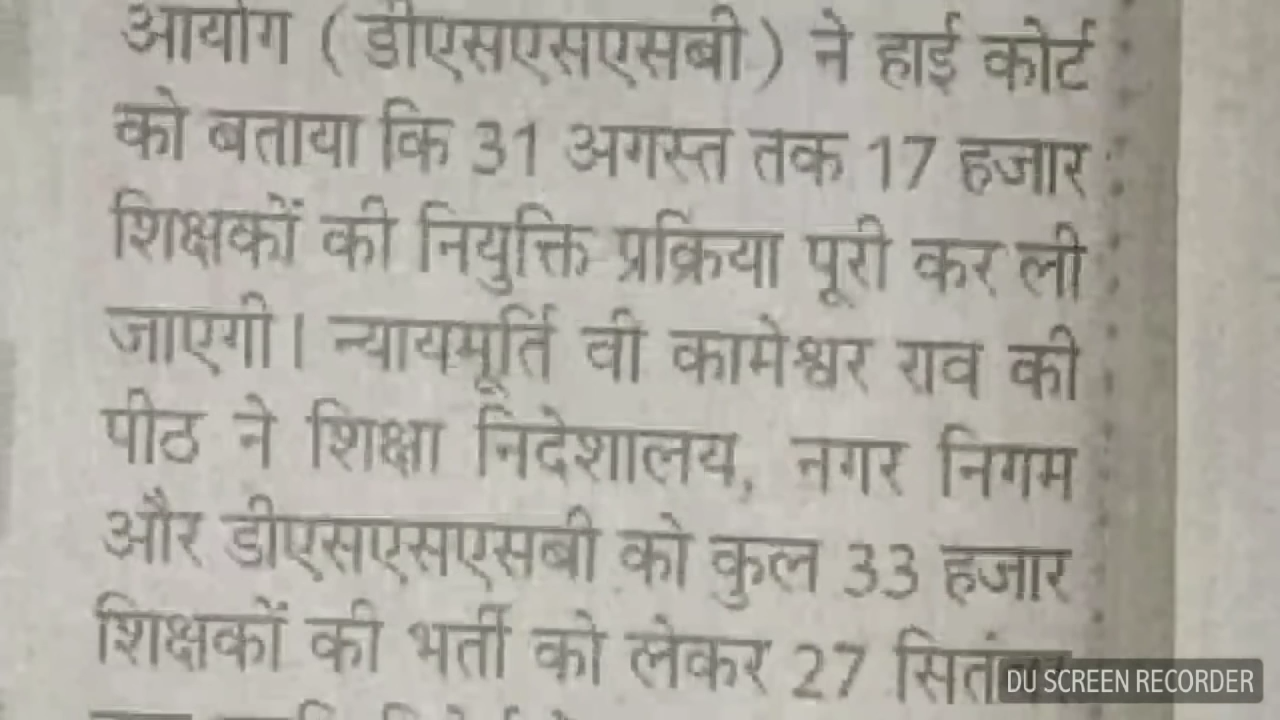 आयोग (डीएसएसएसबी) ने हाई कोर्ट
को बताया कि 31 अगस्त तक 17 हजार
शिक्षकों की नियुक्ति प्रक्रिया पूरी कर ली
जाएगी। न्यायमूर्ति वी कामेश्वर राव की
पीठ ने शिक्षा निदेशालय, नगर निगम
और डीएसएसएसबी को कुल 33 हजार
शिक्षकों की भर्ती को लेकर 27
DU SCREEN RECORDER